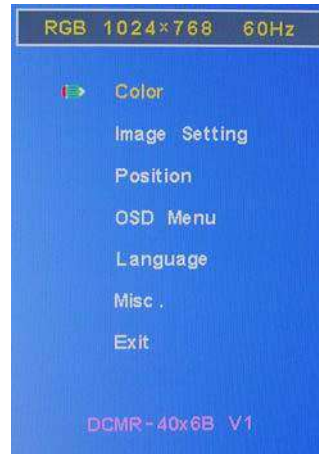 RGB 1024×768 60Hz
Color
Image Setting
Position
OSD Menu
Language
Misc.
Exit
DCMR-40x6B V1